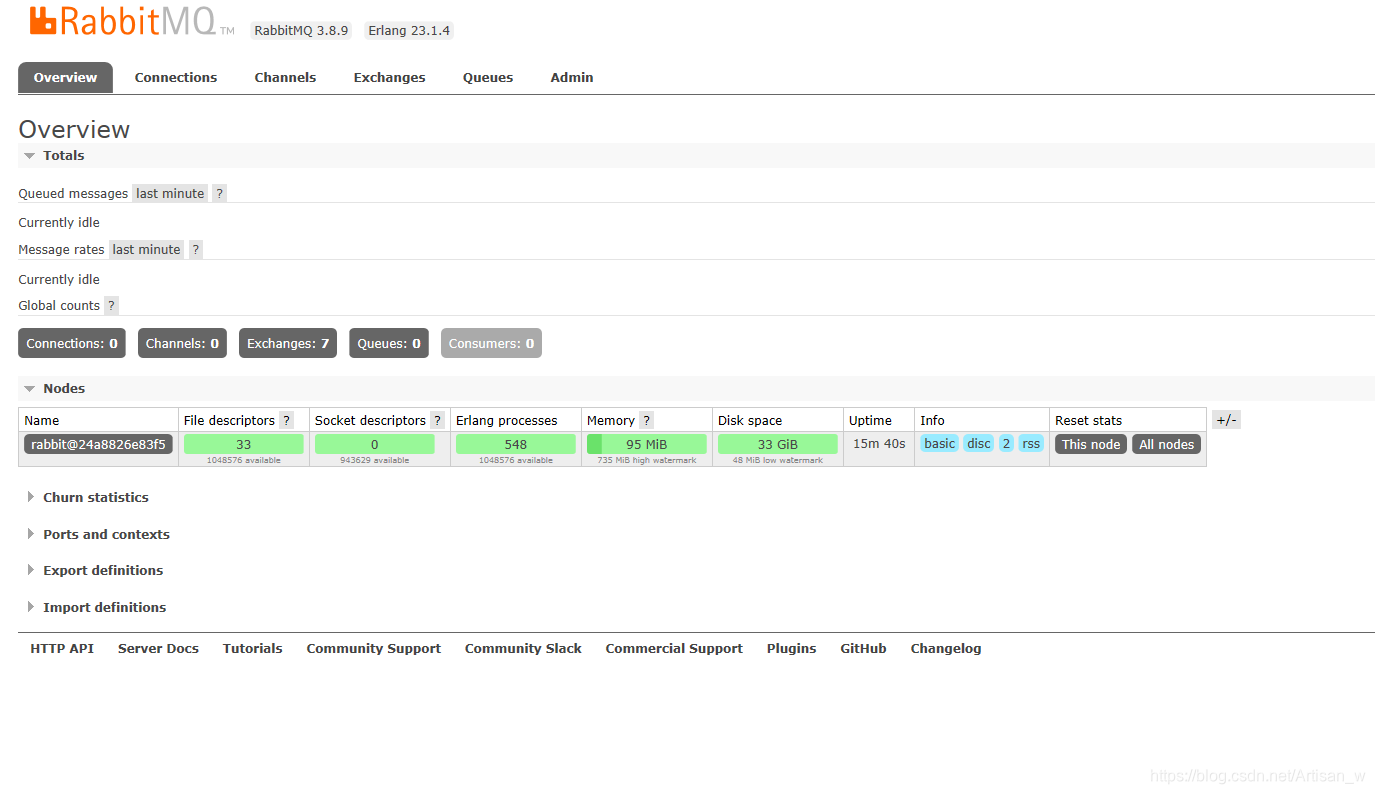 RabbitMQ TM RabbitMQ 3.8.9 Erlang 23.1.4
Overview Connections Channels Exchanges Queues Admin
Overview
Totals
Queued messages last minute ?
Currently idle
Message rates last minute ?
Currently idle
Global counts ?
Connections: 0 Channels: 0 Exchanges: 7 Queues: 0 Consumers: 0
Nodes
Name File descriptors ? Socket descriptors ? Erlang processes Memory ? Disk space Uptime Info Reset stats +/-
rabbit@24a8826e83f5 33 0 548 95 MiB 33 GiB 15m 40s basic disc 2 rss This node All nodes
1048576 available 943629 available 1048576 available 735 MiB high watermark 48 MiB low watermark
Churn statistics
Ports and contexts
Export definitions
Import definitions
HTTP API Server Docs Tutorials Community Support Community Slack Commercial Support Plugins GitHub Changelog
https://blog.csdn.net/Artisan_w